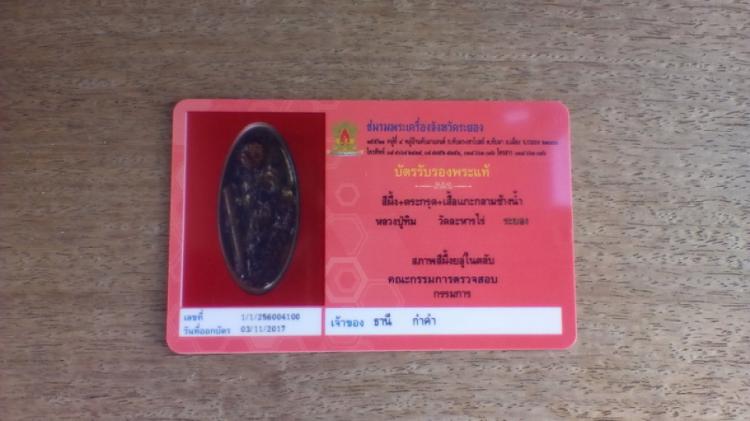 ชมรมพระเครื่องจังหวัดระยอง
บัตรรับรองพระแท้
สีผึ้ง+ตระกรุด+เสือแกะกลามช้างน้ำ
หลวงปู่ทิม วัดละหารไร่ ระยอง
สภาพสีผึ้งอยู่ในตลับ
คณะกรรมการตรวจสอบ
กรรมการ
เลขที่ 1/1/256004100
วันที่ออกบัตร 03/11/2017
เจ้าของ ธานี กำคำ